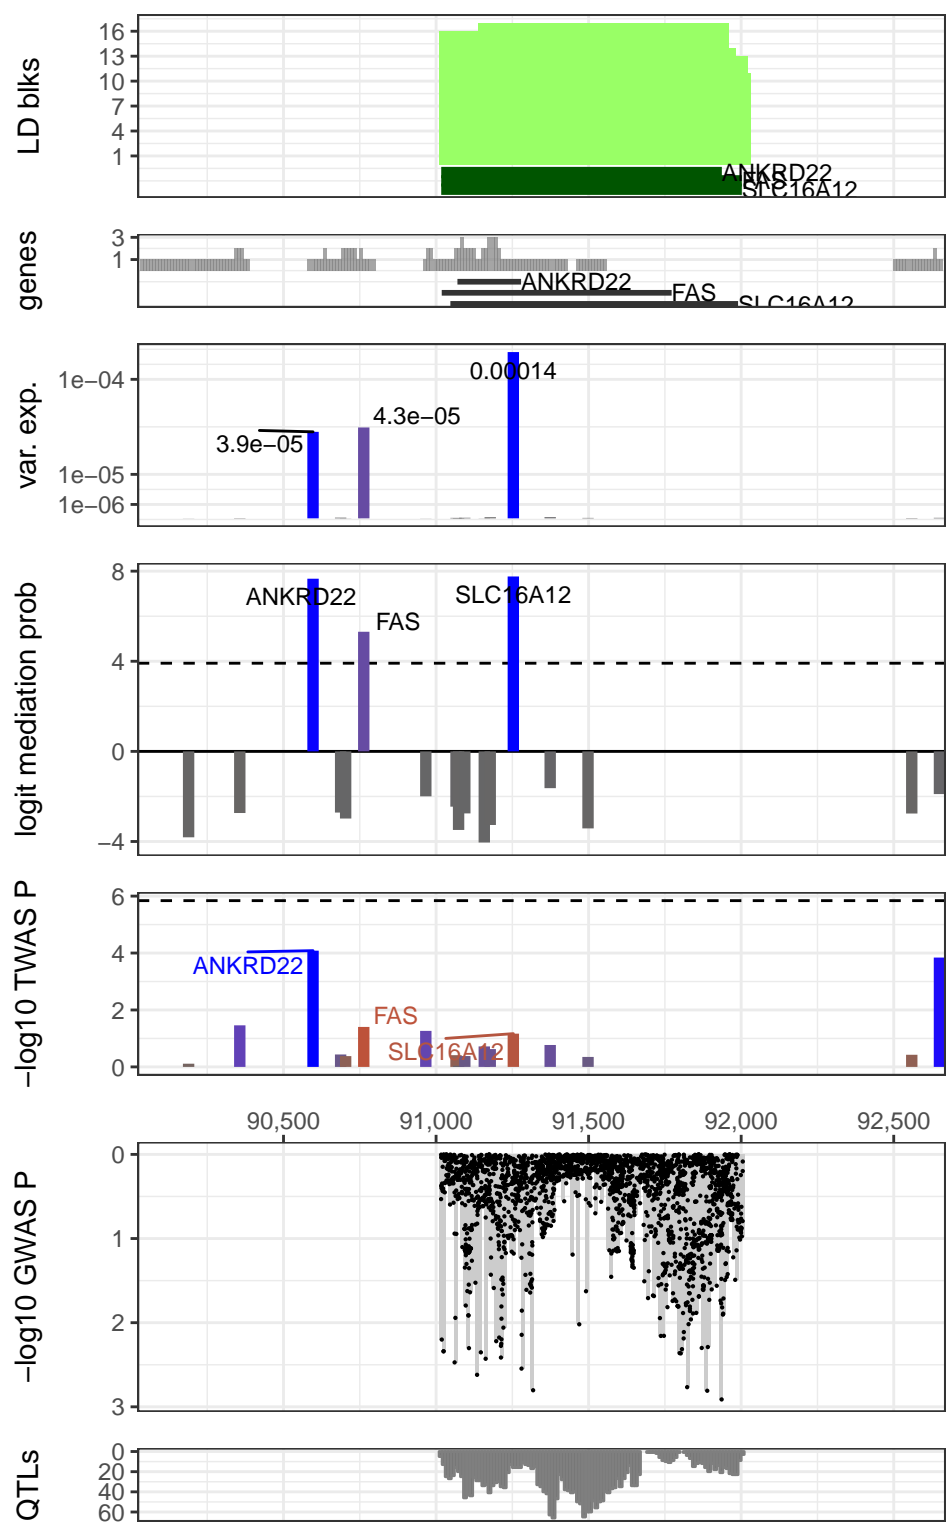 LD blks
16
13
10
7
4
1
ANKRD22
FAS
SLC16A12
genes
3
1
ANKRD22
FAS
SLC16A12
var. exp.
1e−04
1e−05
1e−06
0.00014
4.3e−05
3.9e−05
logit mediation prob
8
4
0
−4
ANKRD22
SLC16A12
FAS
−log10 TWAS P
6
4
2
0
ANKRD22
FAS
SLC16A12
90,500 91,000 91,500 92,000 92,500
−log10 GWAS P
0
1
2
3
QTLs
0
20
40
60